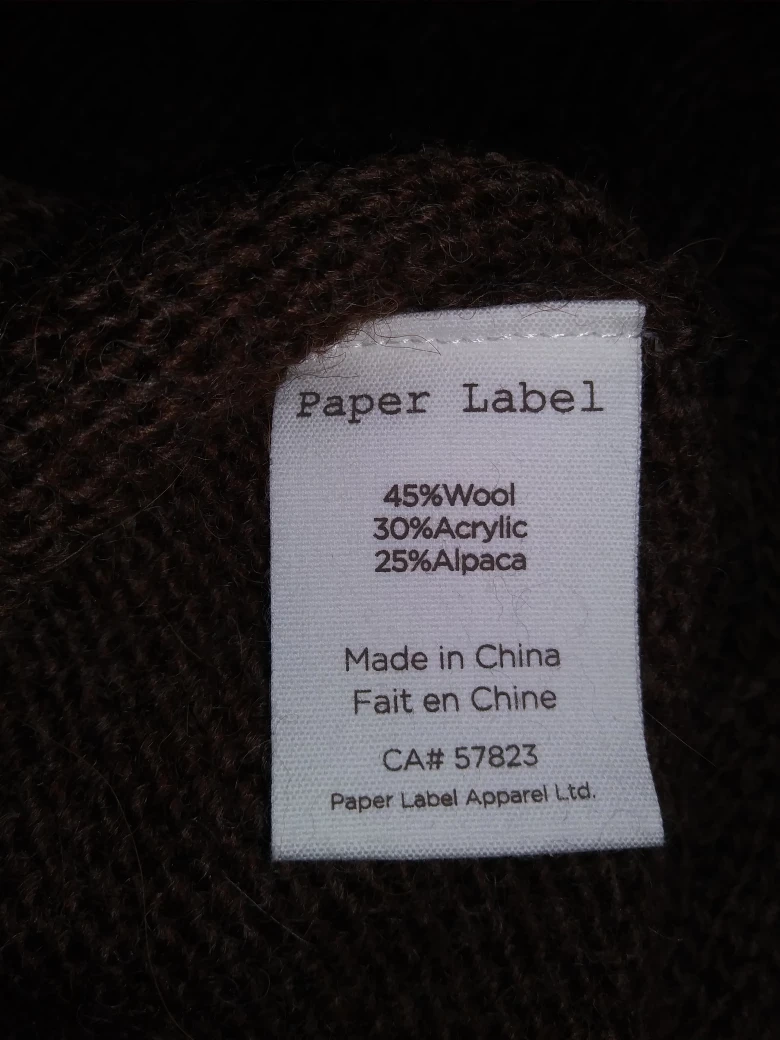 Paper Label
45%Wool
30%Acrylic
25%Alpaca
Made in China
Fait en Chine
CA# 57823
Paper Label Apparel Ltd.